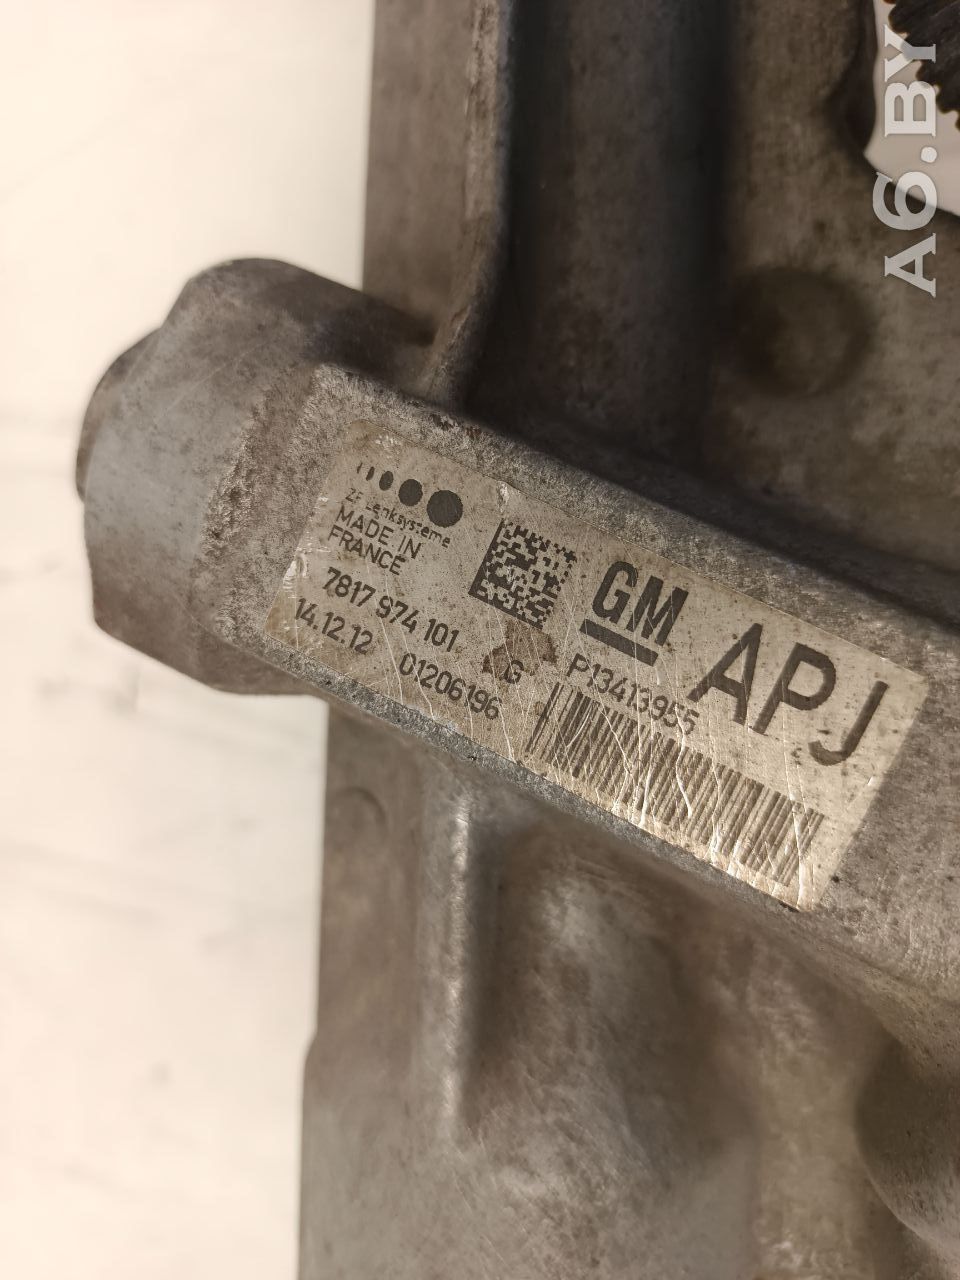 ZF Lenksysteme
MADE IN
FRANCE
7817 974 101 G
14.12.12 01206196
GM
APJ
P13413955
A6.BY